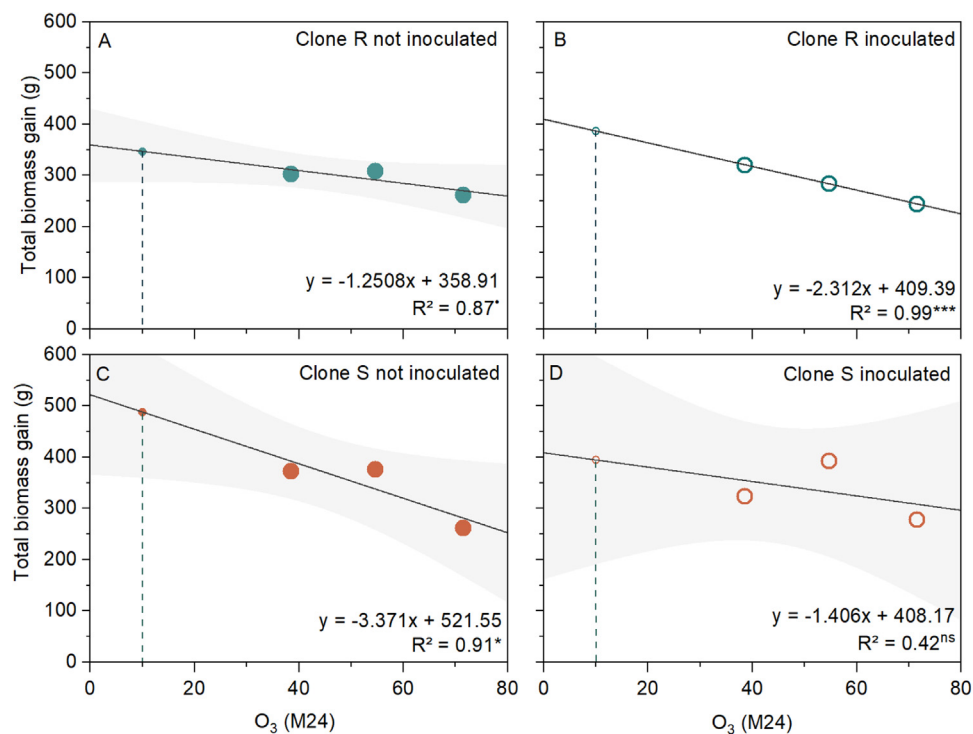 A
Clone R not inoculated
Total biomass gain (g)
600
500
400
300
200
100
0
y = -1.2508x + 358.91
R² = 0.87•
B
Clone R inoculated
y = -2.312x + 409.39
R² = 0.99***
C
Clone S not inoculated
Total biomass gain (g)
600
500
400
300
200
100
0
y = -3.371x + 521.55
R² = 0.91*
0 20 40 60 80
O₃ (M24)
D
Clone S inoculated
y = -1.406x + 408.17
R² = 0.42ⁿˢ
0 20 40 60 80
O₃ (M24)